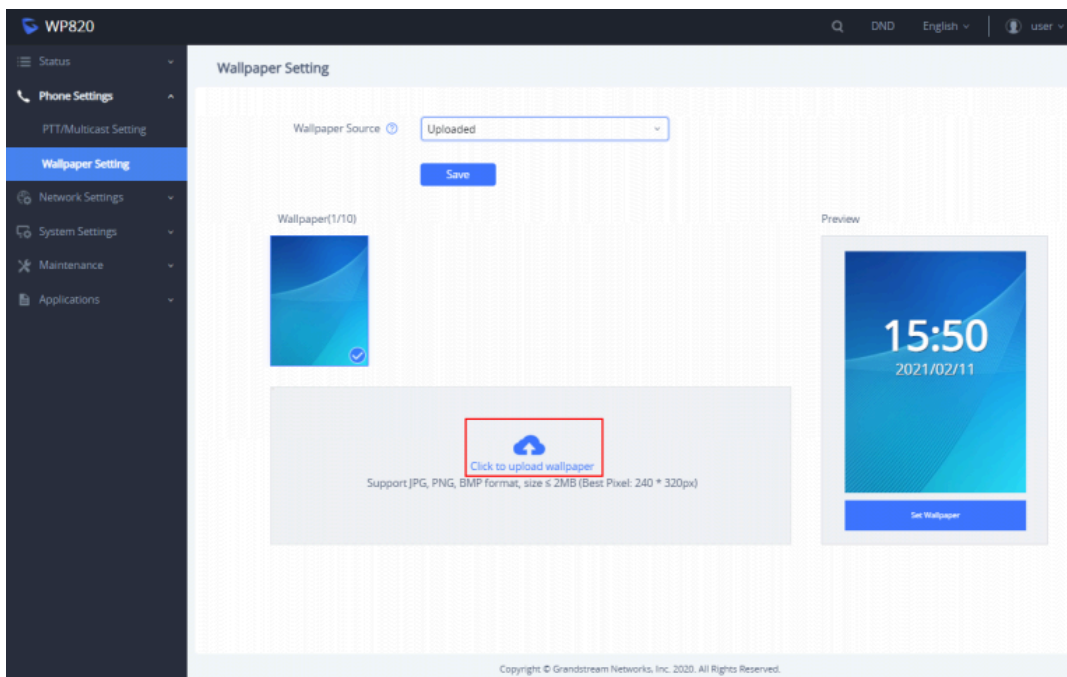 WP820
DND
English
user
Status
Phone Settings
PTT/Multicast Setting
Wallpaper Setting
Network Settings
System Settings
Maintenance
Applications
Wallpaper Setting
Wallpaper Source
Uploaded
Save
Wallpaper(1/10)
Click to upload wallpaper
Support JPG, PNG, BMP format, size ≤ 2MB (Best Pixel: 240 * 320px)
Preview
15:50
2021/02/11
Set Wallpaper
Copyright © Grandstream Networks, Inc. 2020. All Rights Reserved.